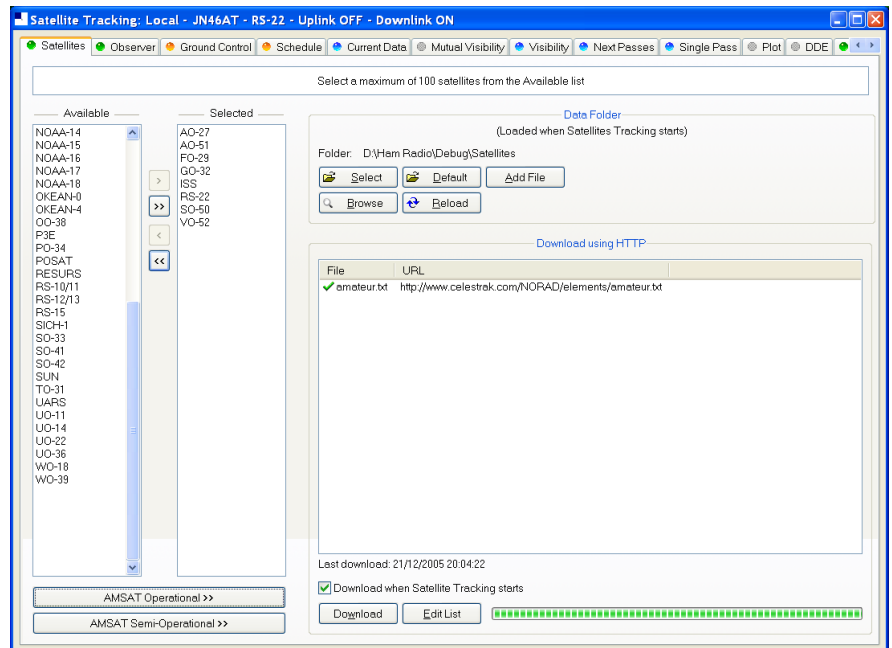 Satellite Tracking: Local - JN46AT - RS-22 - Uplink OFF - Downlink ON
Satellites Observer Ground Control Schedule Current Data Mutual Visibility Visibility Next Passes Single Pass Plot DDE
Select a maximum of 100 satellites from the Available list
Available
NOAA-14
NOAA-15
NOAA-16
NOAA-17
NOAA-18
OKEAN-0
OKEAN-4
OO-38
P3E
PO-34
POSAT
RESURS
RS-10/11
RS-12/13
RS-15
SICH-1
SO-33
SO-41
SO-42
SUN
TO-31
UARS
UO-11
UO-14
UO-22
UO-36
WO-18
WO-39
>
>>
<
<<
Selected
AO-27
AO-51
FO-29
GO-32
ISS
RS-22
SO-50
VO-52
AMSAT Operational >>
AMSAT Semi-Operational >>
Data Folder
(Loaded when Satellites Tracking starts)
Folder: D:\Ham Radio\Debug\Satellites
Select Default Add File
Browse Reload
Download using HTTP
File URL
amateur.txt http://www.celestrak.com/NORAD/elements/amateur.txt
Last download: 21/12/2005 20:04:22
Download when Satellite Tracking starts
Download Edit List